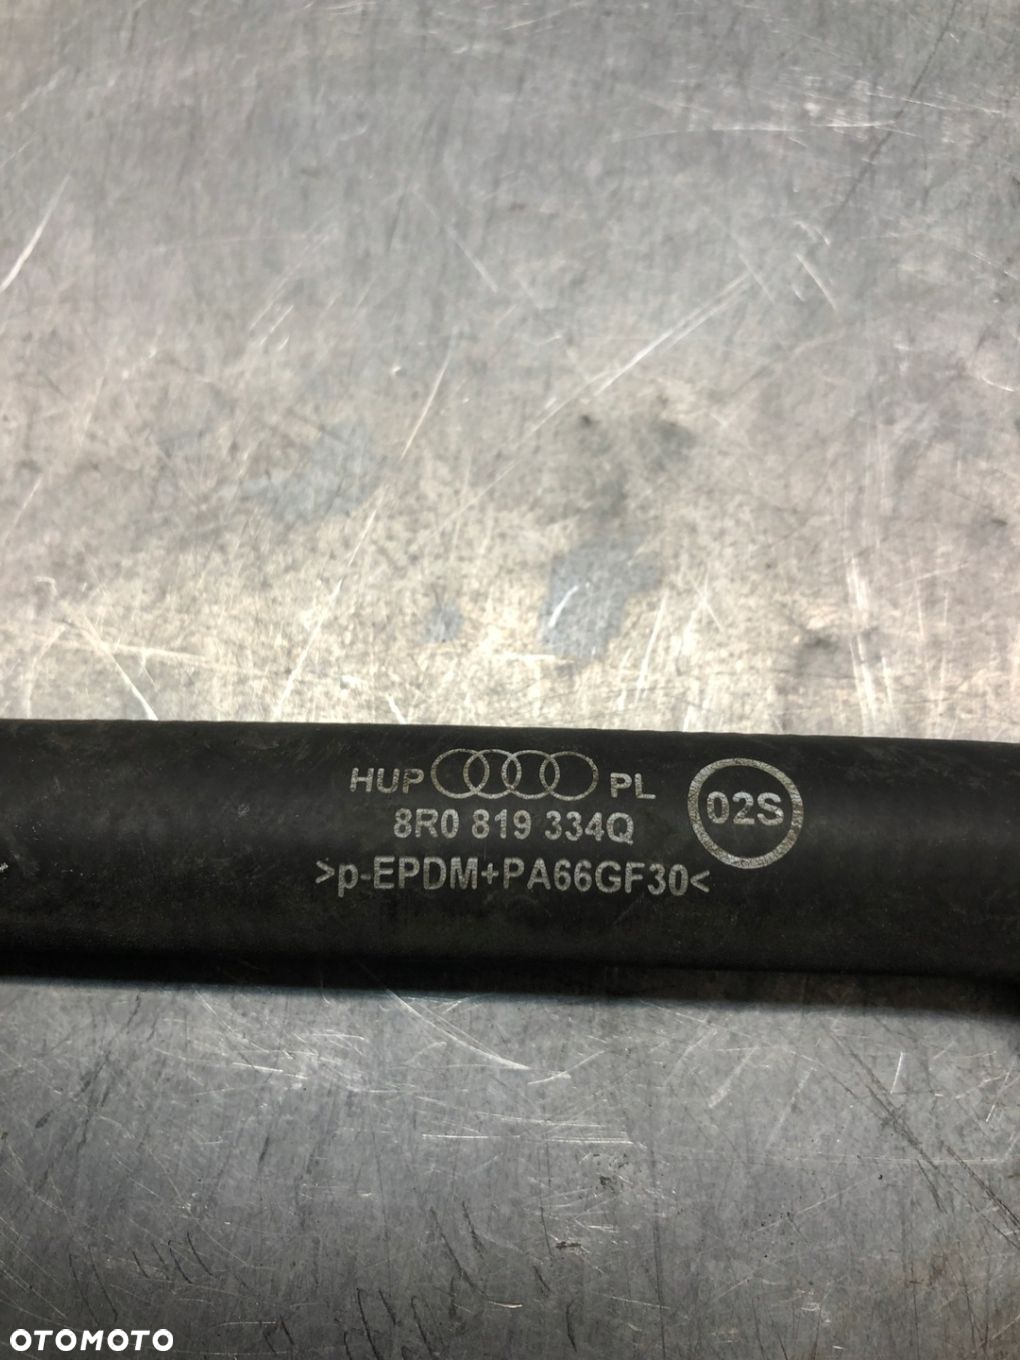 HUP PL
8R0 819 334Q
>p-EPDM+PA66GF30<
02S
OTOMOTO